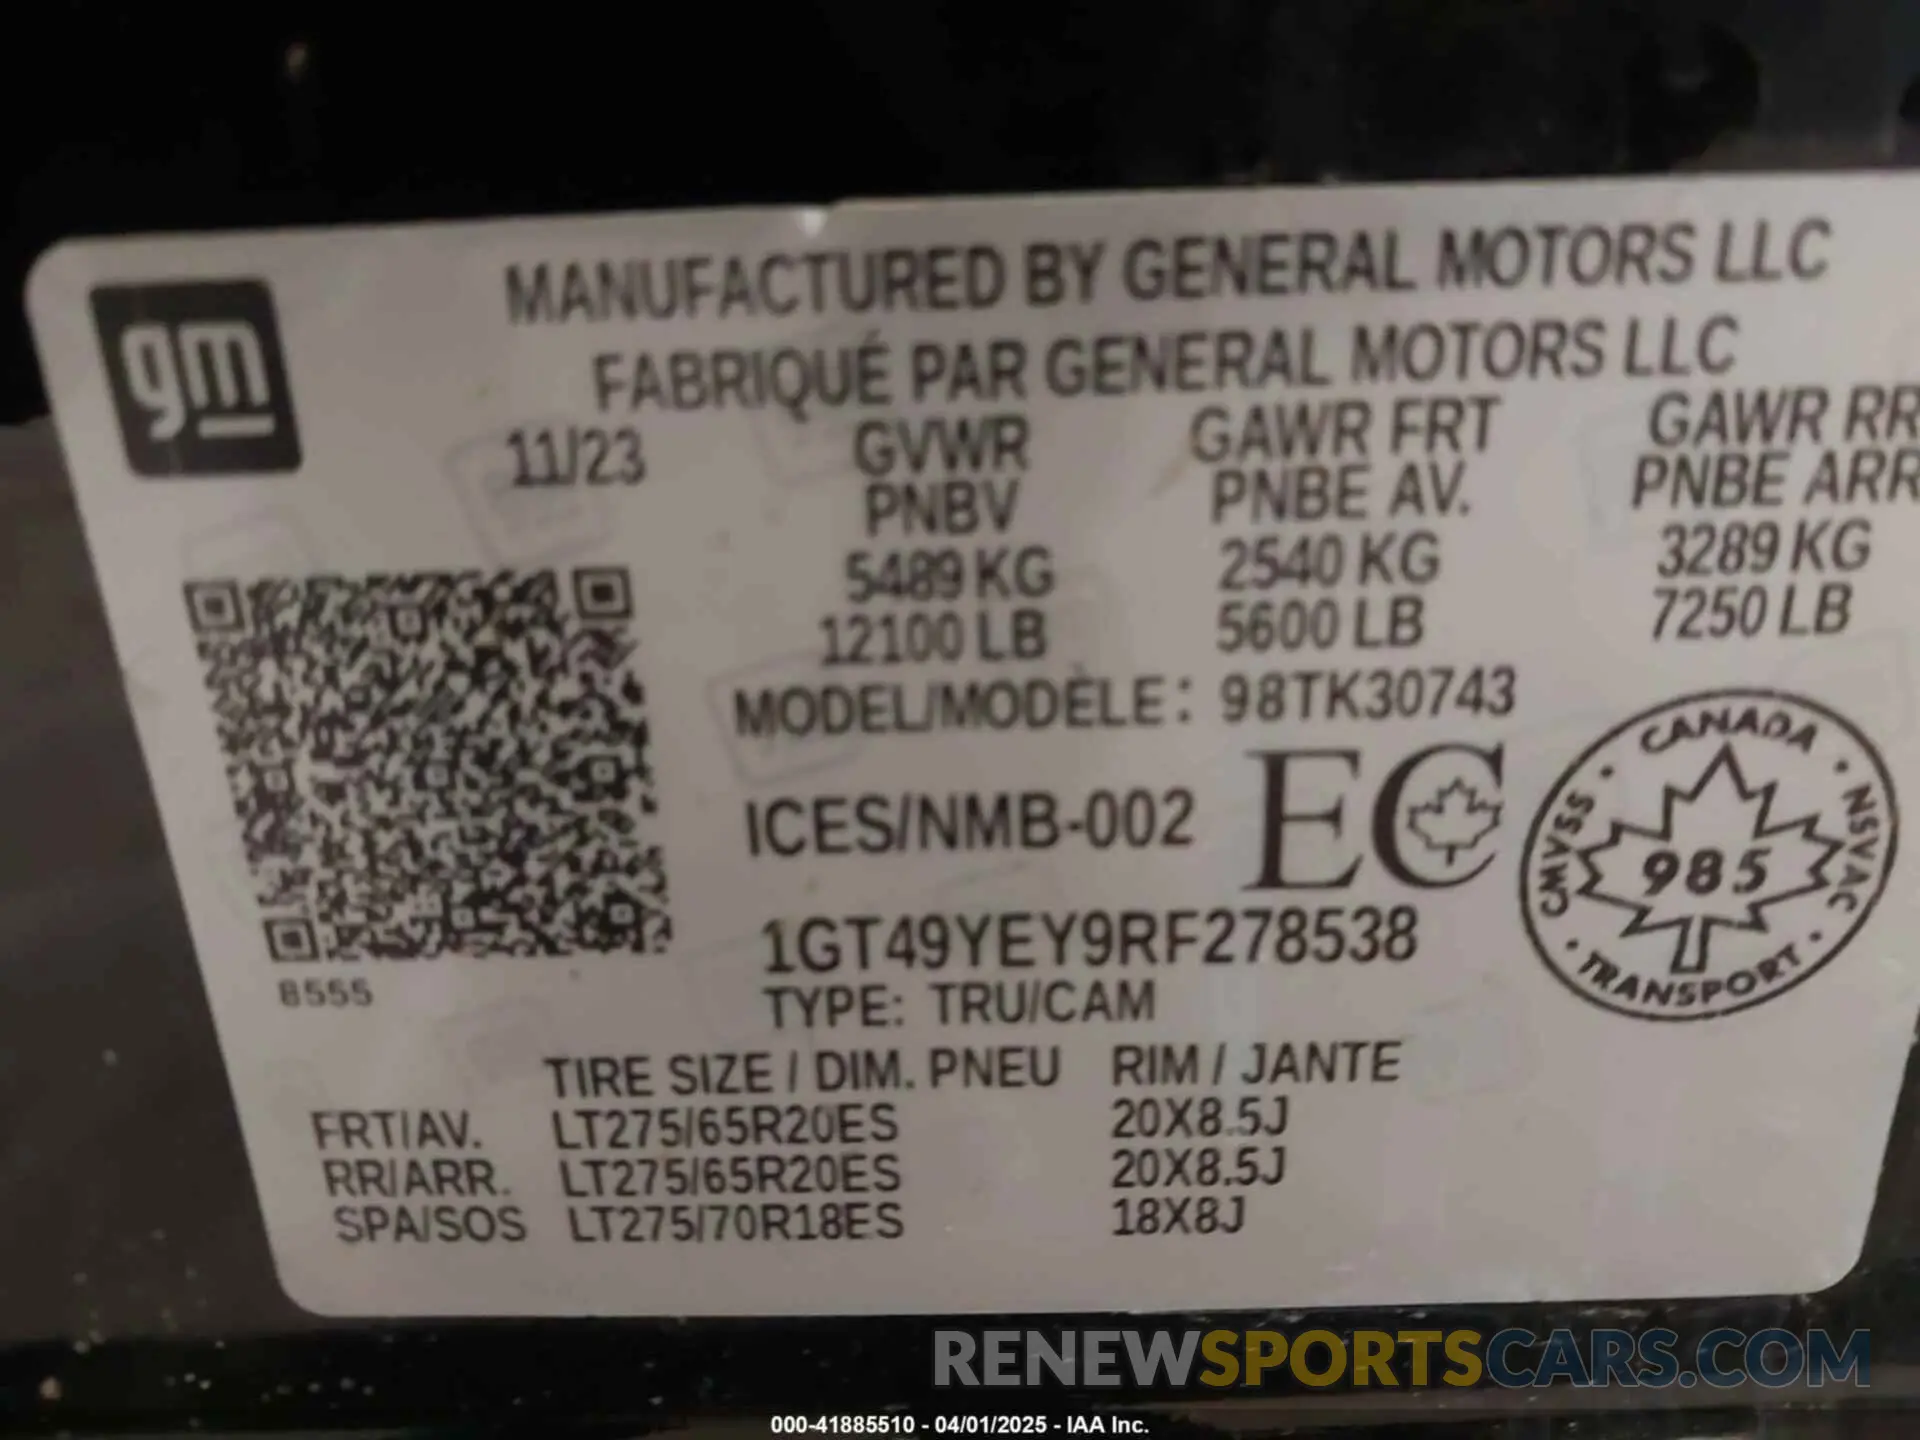 MANUFACTURED BY GENERAL MOTORS LLC
FABRIQUÉ PAR GENERAL MOTORS LLC
gm
11/23
GVWR GAWR FRT GAWR RR
PNBV PNBE AV. PNBE ARR
5489 KG 2540 KG 3289 KG
12100 LB 5600 LB 7250 LB
MODEL/MODÈLE: 98TK30743
ICES/NMB-002 EC
CANADA
CMVSS • 985 • NSVAC
• TRANSPORT •
1GT49YEY9RF278538
8555
TYPE: TRU/CAM
TIRE SIZE / DIM. PNEU RIM / JANTE
FRT/AV. LT275/65R20ES 20X8.5J
RR/ARR. LT275/65R20ES 20X8.5J
SPA/SOS LT275/70R18ES 18X8J
RENEWSPORTSCARS.COM
000-41885510 - 04/01/2025 - IAA Inc.